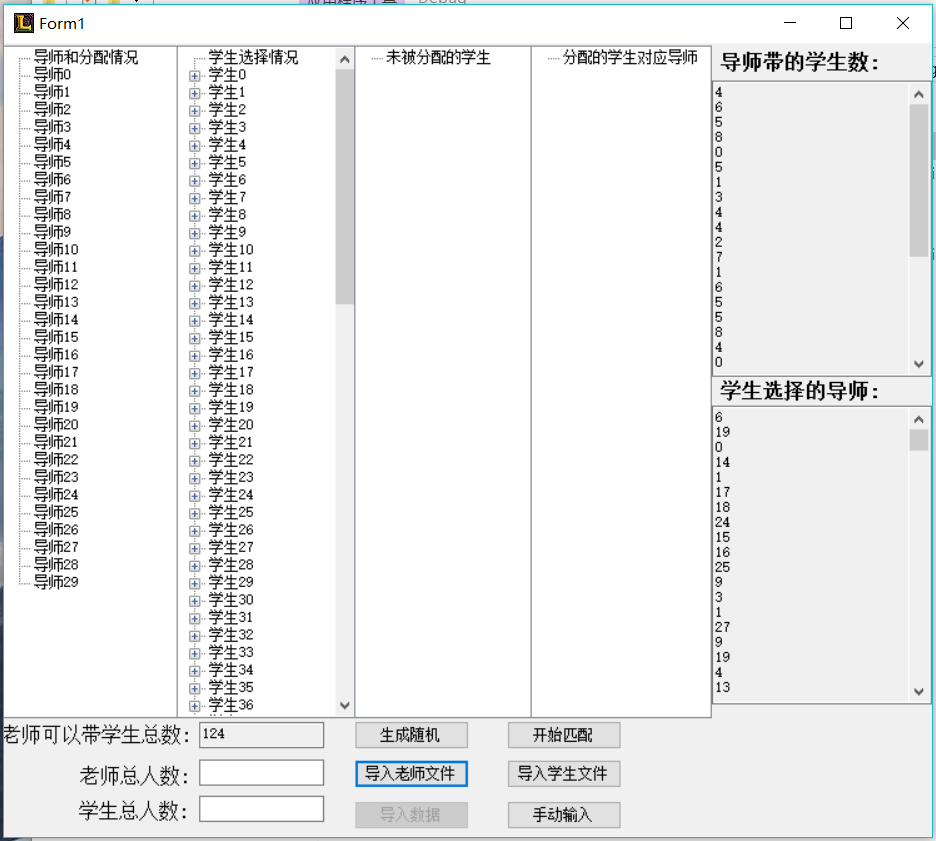 Form1
导师和分配情况
导师0
导师1
导师2
导师3
导师4
导师5
导师6
导师7
导师8
导师9
导师10
导师11
导师12
导师13
导师14
导师15
导师16
导师17
导师18
导师19
导师20
导师21
导师22
导师23
导师24
导师25
导师26
导师27
导师28
导师29
学生选择情况
学生0
学生1
学生2
学生3
学生4
学生5
学生6
学生7
学生8
学生9
学生10
学生11
学生12
学生13
学生14
学生15
学生16
学生17
学生18
学生19
学生20
学生21
学生22
学生23
学生24
学生25
学生26
学生27
学生28
学生29
学生30
学生31
学生32
学生33
学生34
学生35
学生36
未被分配的学生
分配的学生对应导师
导师带的学生数：
4
6
5
8
0
5
1
3
4
4
2
7
1
6
5
5
8
4
0
学生选择的导师：
6
19
0
14
1
17
18
24
15
16
25
9
3
1
27
9
19
4
13
老师可以带学生总数： 124
生成随机 开始匹配
老师总人数：
导入老师文件 导入学生文件
学生总人数：
导入数据 手动输入